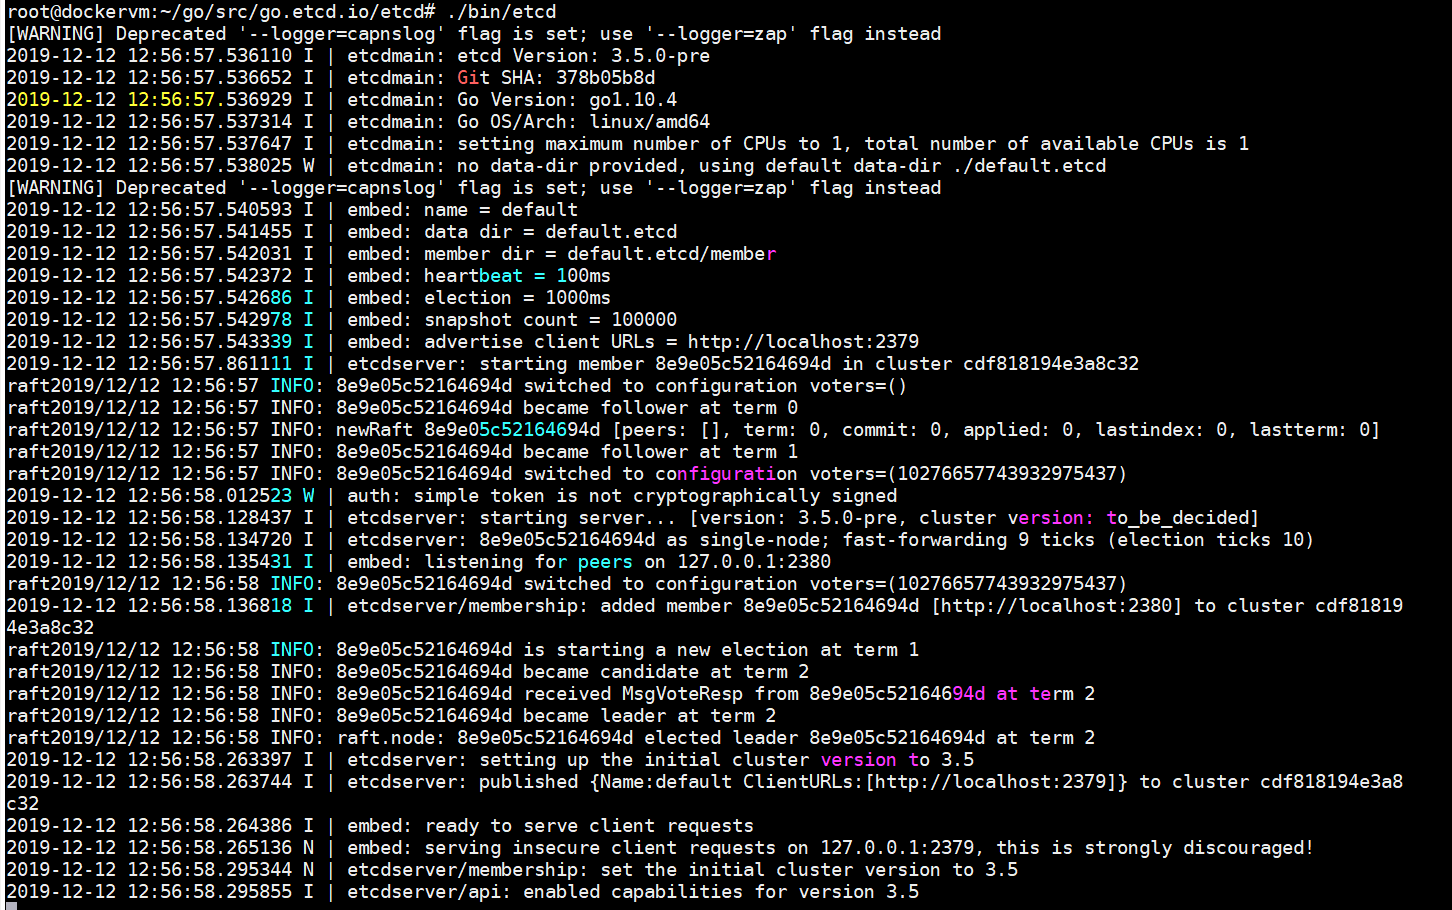 root@dockervm:~/go/src/go.etcd.io/etcd# ./bin/etcd
[WARNING] Deprecated '--logger=capnslog' flag is set; use '--logger=zap' flag instead
2019-12-12 12:56:57.536110 I | etcdmain: etcd Version: 3.5.0-pre
2019-12-12 12:56:57.536652 I | etcdmain: Git SHA: 378b05b8d
2019-12-12 12:56:57.536929 I | etcdmain: Go Version: go1.10.4
2019-12-12 12:56:57.537314 I | etcdmain: Go OS/Arch: linux/amd64
2019-12-12 12:56:57.537647 I | etcdmain: setting maximum number of CPUs to 1, total number of available CPUs is 1
2019-12-12 12:56:57.538025 W | etcdmain: no data-dir provided, using default data-dir ./default.etcd
[WARNING] Deprecated '--logger=capnslog' flag is set; use '--logger=zap' flag instead
2019-12-12 12:56:57.540593 I | embed: name = default
2019-12-12 12:56:57.541455 I | embed: data dir = default.etcd
2019-12-12 12:56:57.542031 I | embed: member dir = default.etcd/member
2019-12-12 12:56:57.542372 I | embed: heartbeat = 100ms
2019-12-12 12:56:57.542686 I | embed: election = 1000ms
2019-12-12 12:56:57.542978 I | embed: snapshot count = 100000
2019-12-12 12:56:57.543339 I | embed: advertise client URLs = http://localhost:2379
2019-12-12 12:56:57.861111 I | etcdserver: starting member 8e9e05c52164694d in cluster cdf818194e3a8c32
raft2019/12/12 12:56:57 INFO: 8e9e05c52164694d switched to configuration voters=()
raft2019/12/12 12:56:57 INFO: 8e9e05c52164694d became follower at term 0
raft2019/12/12 12:56:57 INFO: newRaft 8e9e05c52164694d [peers: [], term: 0, commit: 0, applied: 0, lastindex: 0, lastterm: 0]
raft2019/12/12 12:56:57 INFO: 8e9e05c52164694d became follower at term 1
raft2019/12/12 12:56:57 INFO: 8e9e05c52164694d switched to configuration voters=(10276657743932975437)
2019-12-12 12:56:58.012523 W | auth: simple token is not cryptographically signed
2019-12-12 12:56:58.128437 I | etcdserver: starting server... [version: 3.5.0-pre, cluster version: to_be_decided]
2019-12-12 12:56:58.134720 I | etcdserver: 8e9e05c52164694d as single-node; fast-forwarding 9 ticks (election ticks 10)
2019-12-12 12:56:58.135431 I | embed: listening for peers on 127.0.0.1:2380
raft2019/12/12 12:56:58 INFO: 8e9e05c52164694d switched to configuration voters=(10276657743932975437)
2019-12-12 12:56:58.136818 I | etcdserver/membership: added member 8e9e05c52164694d [http://localhost:2380] to cluster cdf81819
4e3a8c32
raft2019/12/12 12:56:58 INFO: 8e9e05c52164694d is starting a new election at term 1
raft2019/12/12 12:56:58 INFO: 8e9e05c52164694d became candidate at term 2
raft2019/12/12 12:56:58 INFO: 8e9e05c52164694d received MsgVoteResp from 8e9e05c52164694d at term 2
raft2019/12/12 12:56:58 INFO: 8e9e05c52164694d became leader at term 2
raft2019/12/12 12:56:58 INFO: raft.node: 8e9e05c52164694d elected leader 8e9e05c52164694d at term 2
2019-12-12 12:56:58.263397 I | etcdserver: setting up the initial cluster version to 3.5
2019-12-12 12:56:58.263744 I | etcdserver: published {Name:default ClientURLs:[http://localhost:2379]} to cluster cdf818194e3a8
c32
2019-12-12 12:56:58.264386 I | embed: ready to serve client requests
2019-12-12 12:56:58.265136 N | embed: serving insecure client requests on 127.0.0.1:2379, this is strongly discouraged!
2019-12-12 12:56:58.295344 N | etcdserver/membership: set the initial cluster version to 3.5
2019-12-12 12:56:58.295855 I | etcdserver/api: enabled capabilities for version 3.5